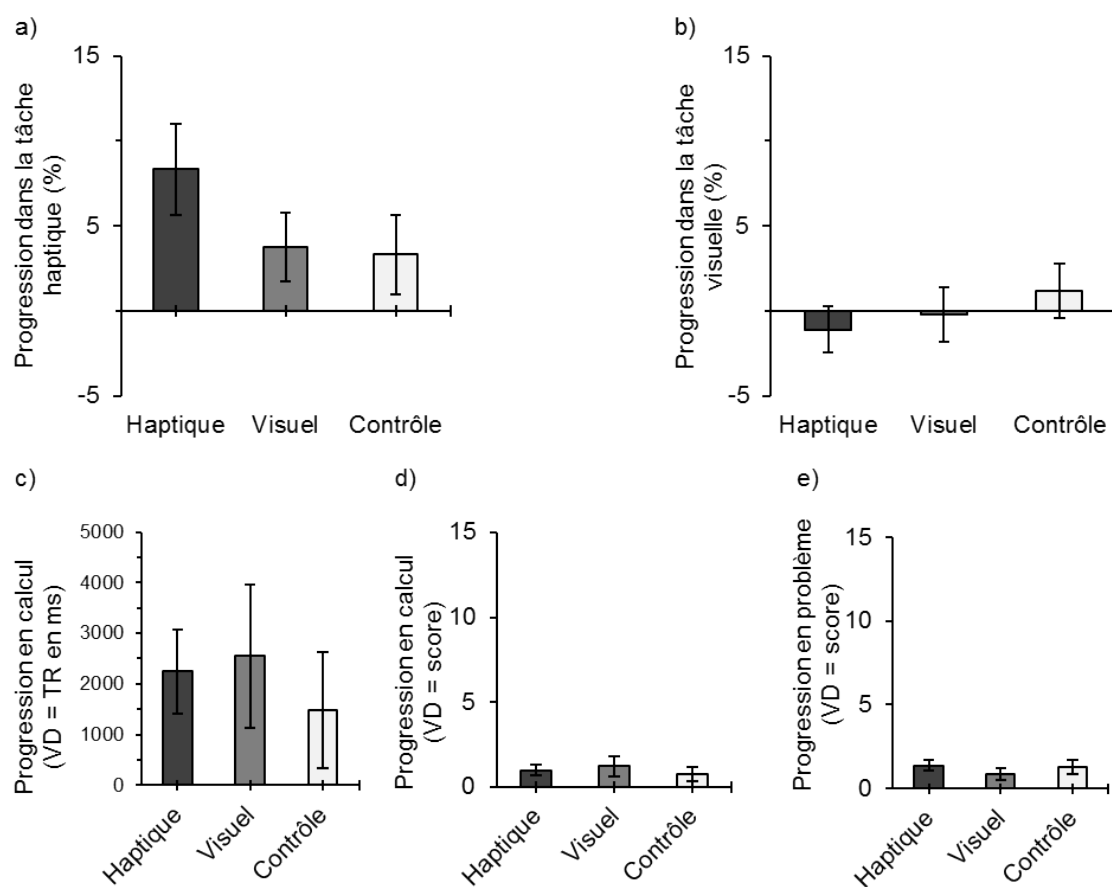 a)
Progression dans la tâche
haptique (%)
15
5
-5
Haptique
Visuel
Contrôle
b)
Progression dans la tâche
visuelle (%)
15
5
-5
Haptique
Visuel
Contrôle
c)
Progression en calcul
(VD = TR en ms)
5000
4000
3000
2000
1000
0
Haptique
Visuel
Contrôle
d)
Progression en calcul
(VD = score)
15
10
5
0
Haptique
Visuel
Contrôle
e)
Progression en problème
(VD = score)
15
10
5
0
Haptique
Visuel
Contrôle